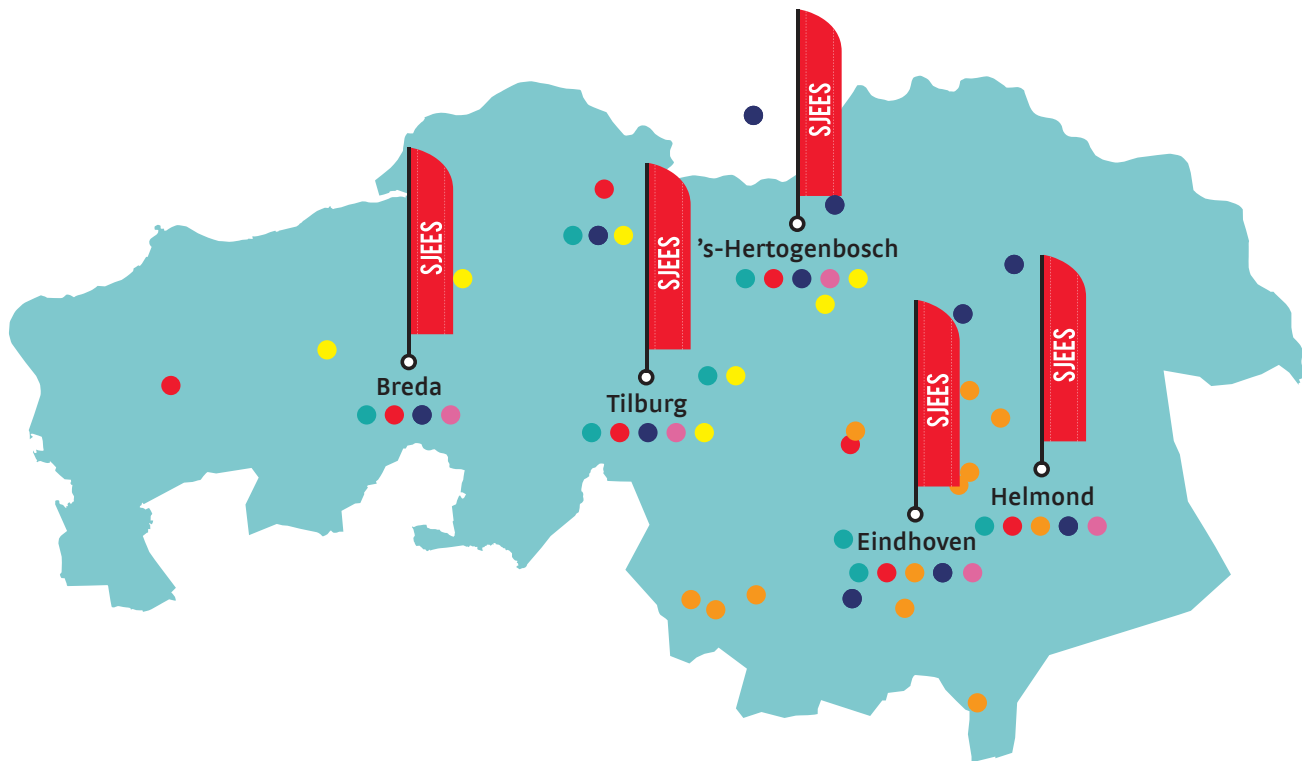 SJEES
SJEES
SJEES
’s-Hertogenbosch
SJEES
SJEES
Breda
Tilburg
Helmond
Eindhoven